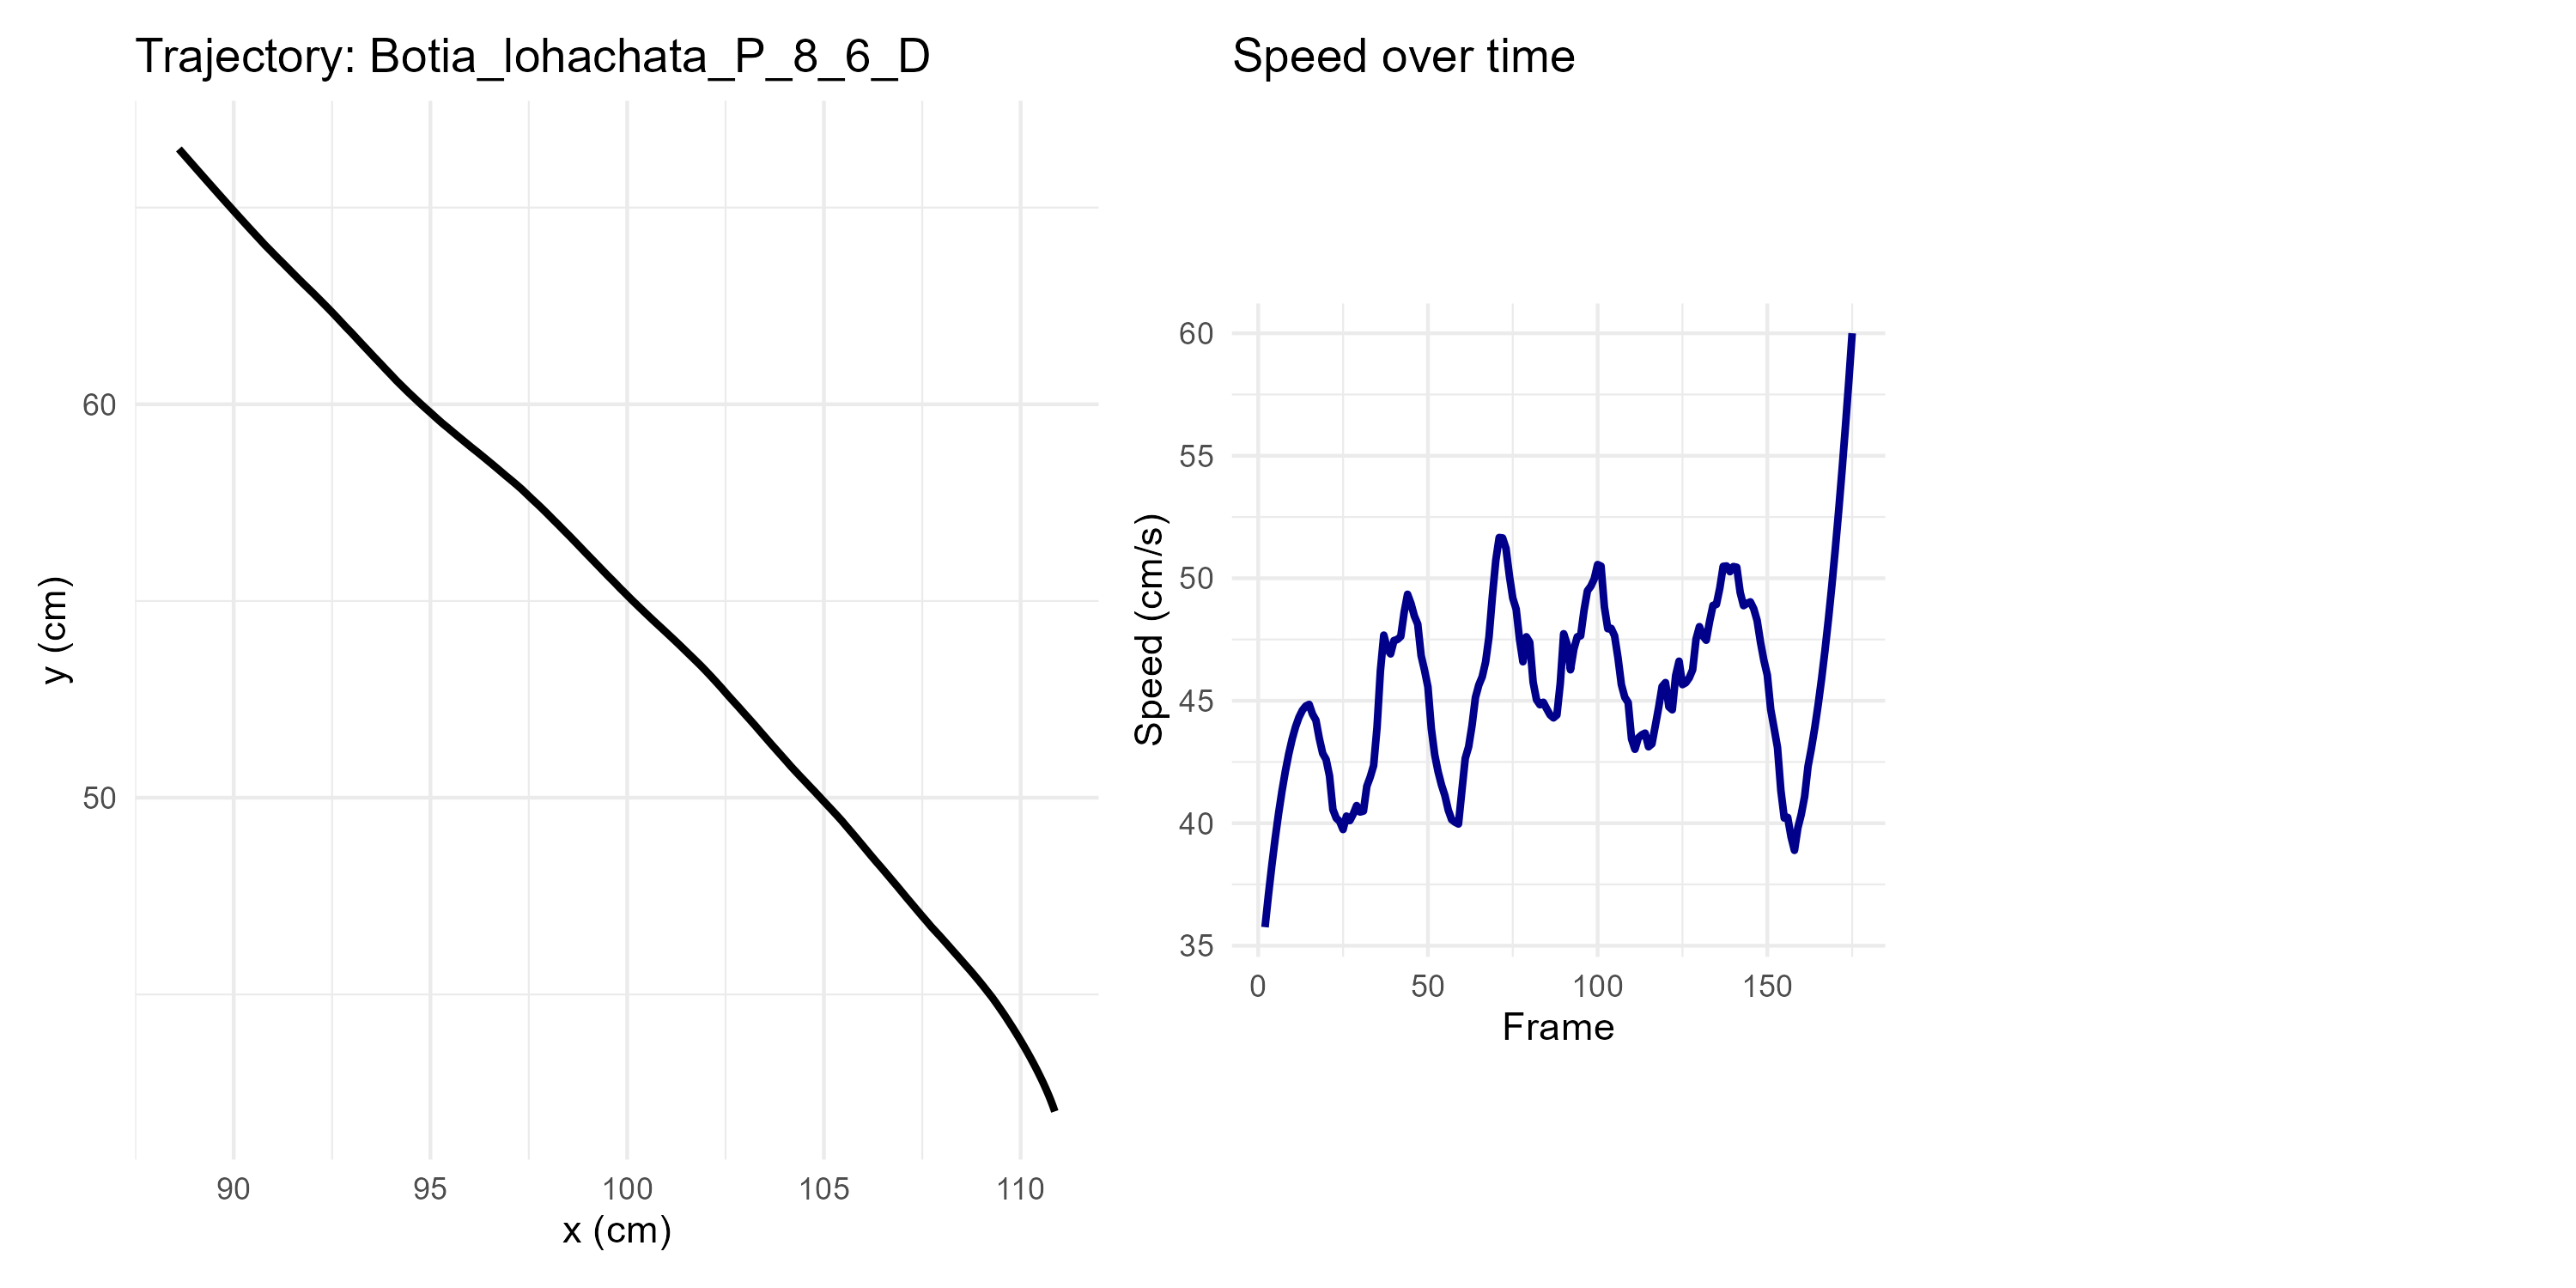 Trajectory: Botia_lohachata_P_8_6_D
60
50
y (cm)
90 95 100 105 110
x (cm)
Speed over time
60
55
50
45
40
35
Speed (cm/s)
0 50 100 150
Frame